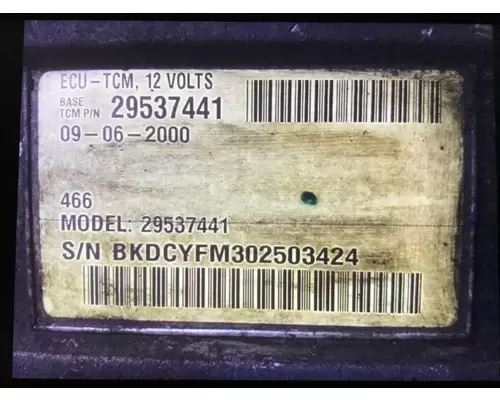 ECU-TCM, 12 VOLTS
BASE
TCM P/N 29537441
09-06-2000
466
MODEL: 29537441
S/N BKDCYFM302503424